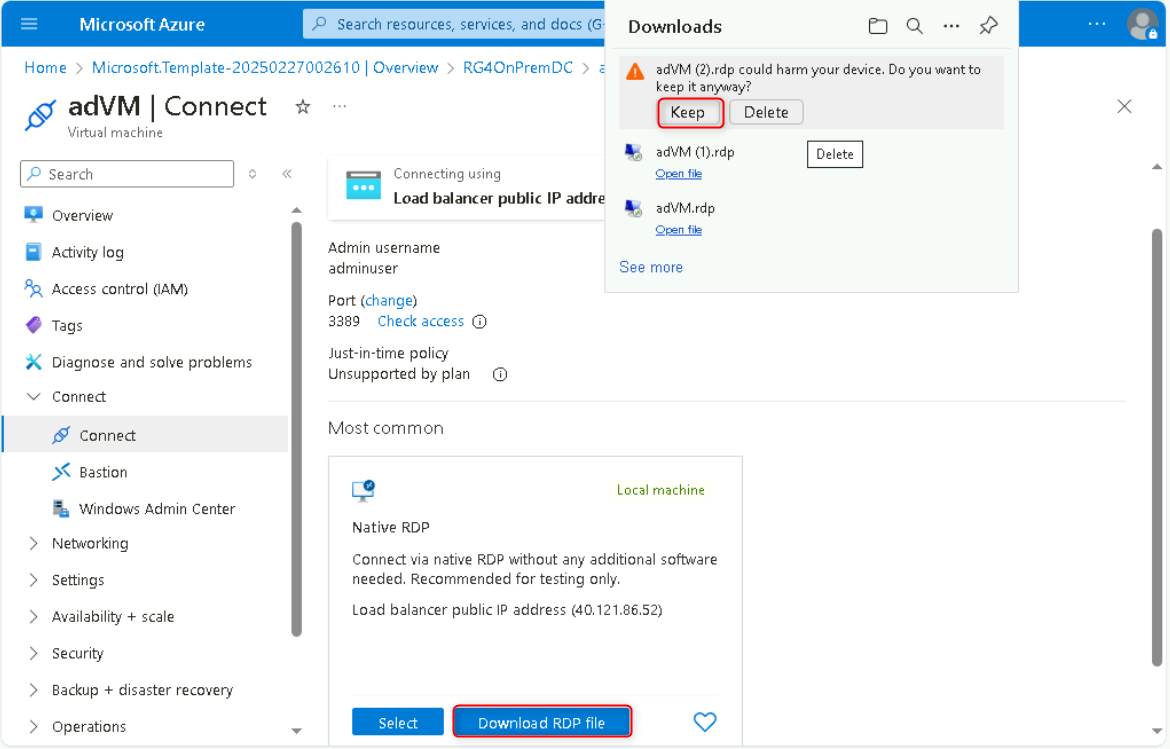 Microsoft Azure
Search resources, services, and docs (G
Home > Microsoft.Template-20250227002610 | Overview > RG4OnPremDC >
adVM | Connect
Virtual machine
Search
Overview
Activity log
Access control (IAM)
Tags
Diagnose and solve problems
Connect
Connect
Bastion
Windows Admin Center
Networking
Settings
Availability + scale
Security
Backup + disaster recovery
Operations
Connecting using
Load balancer public IP addre
Admin username
adminuser
Port (change)
3389 Check access
Just-in-time policy
Unsupported by plan
Most common
Local machine
Native RDP
Connect via native RDP without any additional software
needed. Recommended for testing only.
Load balancer public IP address (40.121.86.52)
Select
Download RDP file
Downloads
adVM (2).rdp could harm your device. Do you want to
keep it anyway?
Keep
Delete
adVM (1).rdp
Delete
Open file
adVM.rdp
Open file
See more